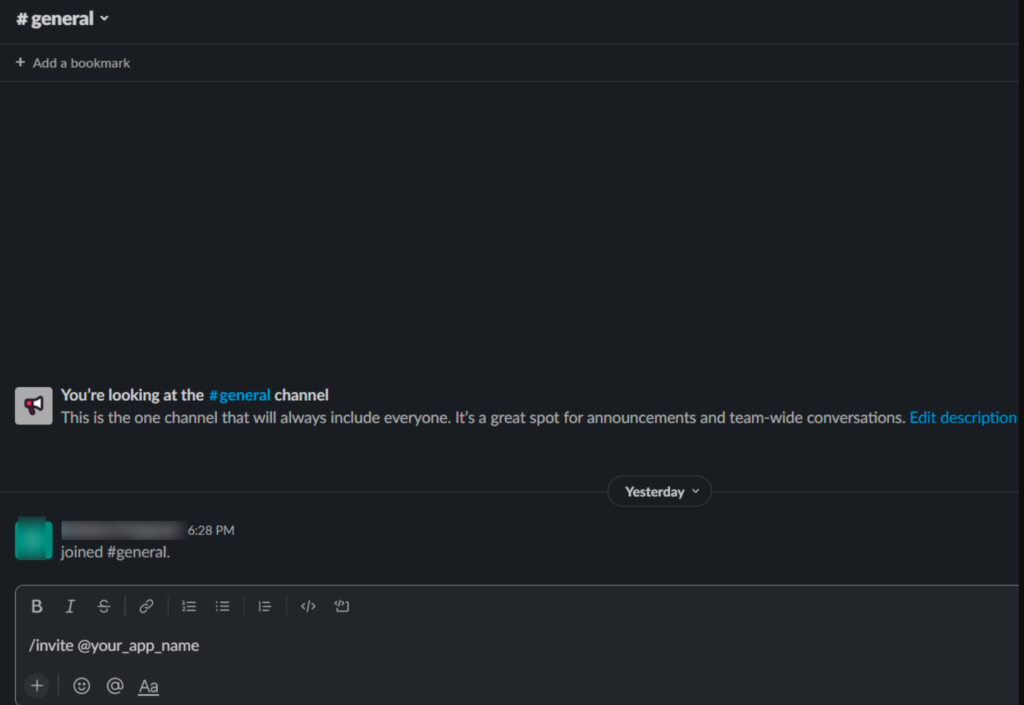 # general
+ Add a bookmark
You're looking at the #general channel
This is the one channel that will always include everyone. It's a great spot for announcements and team-wide conversations. Edit description
Yesterday
6:28 PM
joined #general.
B I S
/invite @your_app_name
+ @ Aa